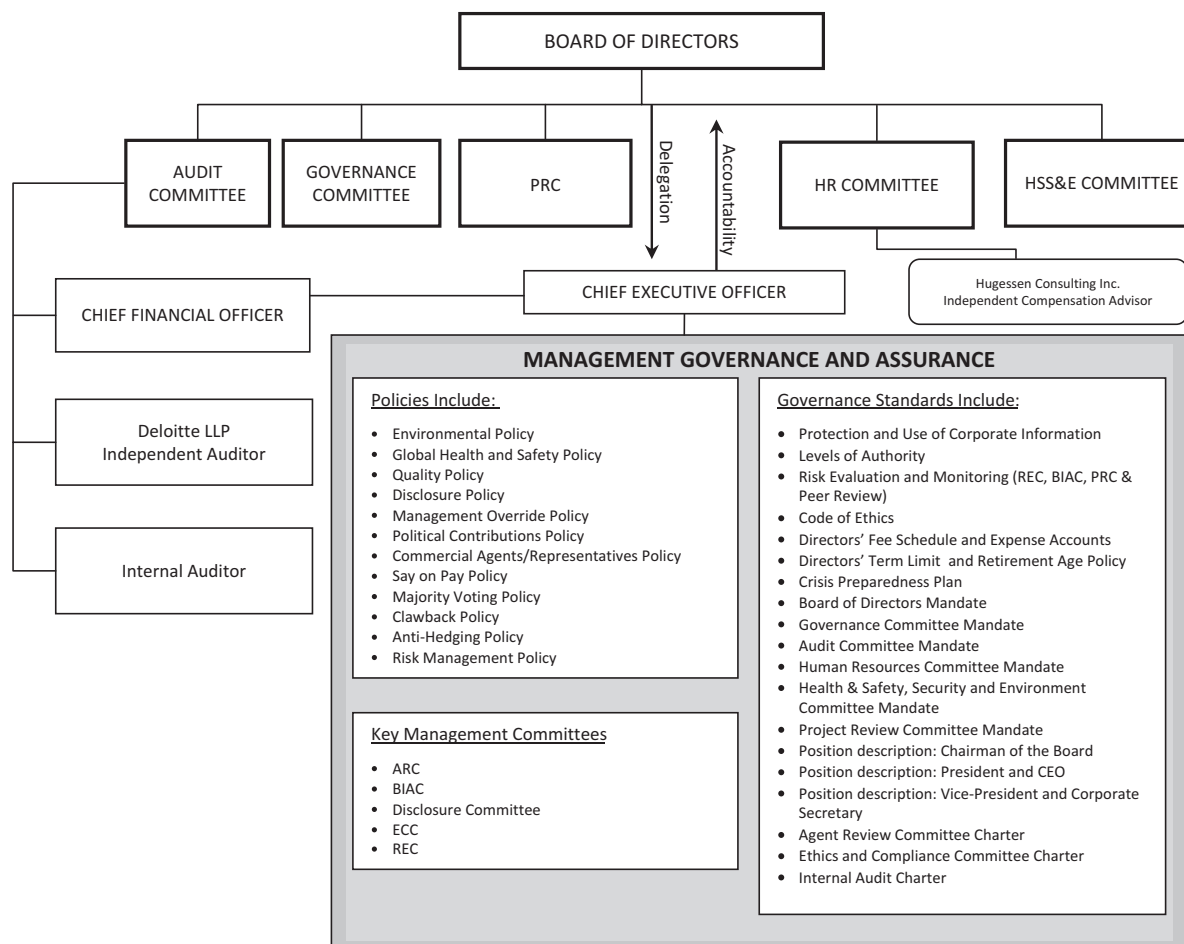 BOARD OF DIRECTORS
Delegation
Accountability
AUDIT
COMMITTEE
GOVERNANCE
COMMITTEE
PRC
HR COMMITTEE
HSS&E COMMITTEE
CHIEF FINANCIAL OFFICER
CHIEF EXECUTIVE OFFICER
Hugessen Consulting Inc.
Independent Compensation Advisor
Deloitte LLP
Independent Auditor
Internal Auditor
MANAGEMENT GOVERNANCE AND ASSURANCE
Policies Include:
• Environmental Policy
• Global Health and Safety Policy
• Quality Policy
• Disclosure Policy
• Management Override Policy
• Political Contributions Policy
• Commercial Agents/Representatives Policy
• Say on Pay Policy
• Majority Voting Policy
• Clawback Policy
• Anti-Hedging Policy
• Risk Management Policy
Key Management Committees
• ARC
• BIAC
• Disclosure Committee
• ECC
• REC
Governance Standards Include:
• Protection and Use of Corporate Information
• Levels of Authority
• Risk Evaluation and Monitoring (REC, BIAC, PRC &
Peer Review)
• Code of Ethics
• Directors’ Fee Schedule and Expense Accounts
• Directors’ Term Limit and Retirement Age Policy
• Crisis Preparedness Plan
• Board of Directors Mandate
• Governance Committee Mandate
• Audit Committee Mandate
• Human Resources Committee Mandate
• Health & Safety, Security and Environment
Committee Mandate
• Project Review Committee Mandate
• Position description: Chairman of the Board
• Position description: President and CEO
• Position description: Vice-President and Corporate
Secretary
• Agent Review Committee Charter
• Ethics and Compliance Committee Charter
• Internal Audit Charter